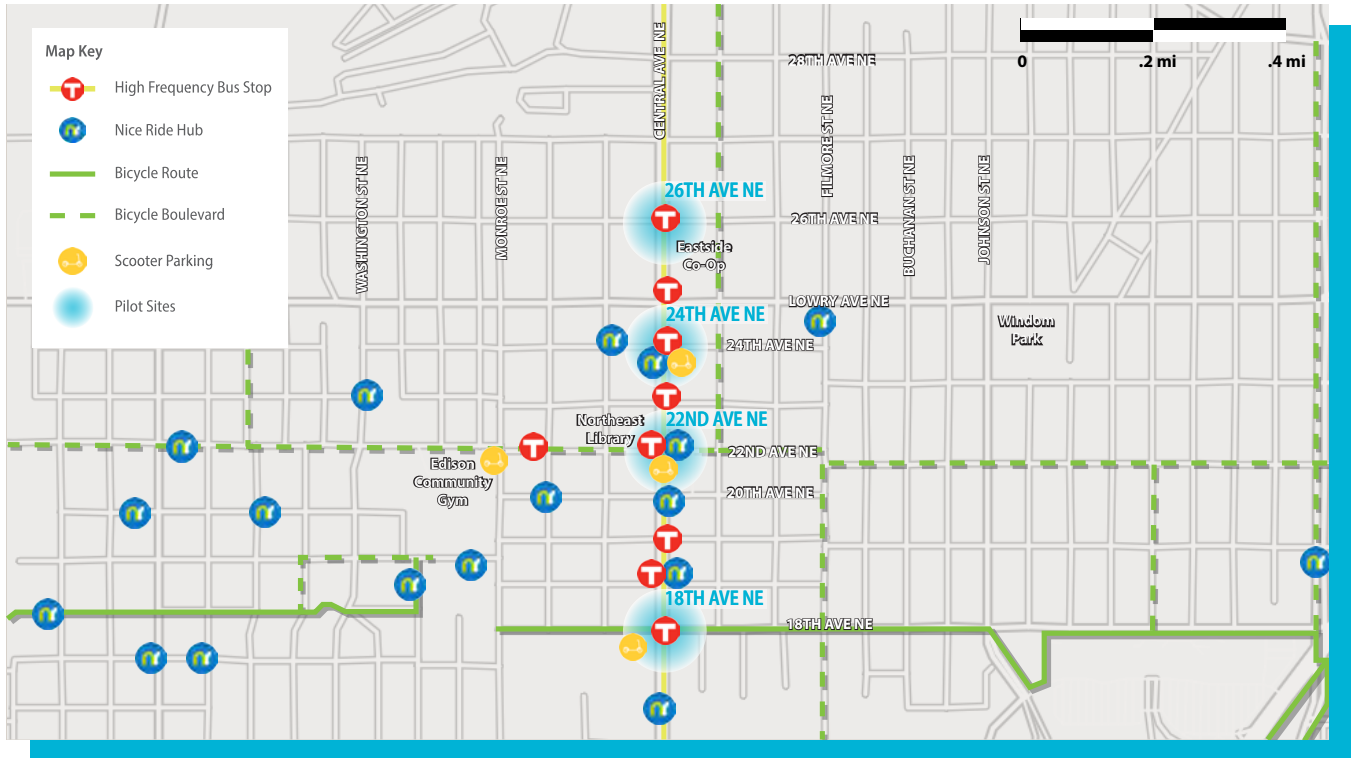 Map Key
High Frequency Bus Stop
Nice Ride Hub
Bicycle Route
Bicycle Boulevard
Scooter Parking
Pilot Sites
0
.2 mi
.4 mi
CENTRAL AVE NE
28TH AVE NE
FILMORE ST NE
WASHINGTON ST NE
MONROE ST NE
BUCHANAN ST NE
JOHNSON ST NE
26TH AVE NE
26TH AVE NE
Eastside
Co-Op
LOWRY AVE NE
24TH AVE NE
Windom
Park
24TH AVE NE
Northeast
Library
22ND AVE NE
22ND AVE NE
Edison
Community
Gym
20TH AVE NE
18TH AVE NE
18TH AVE NE